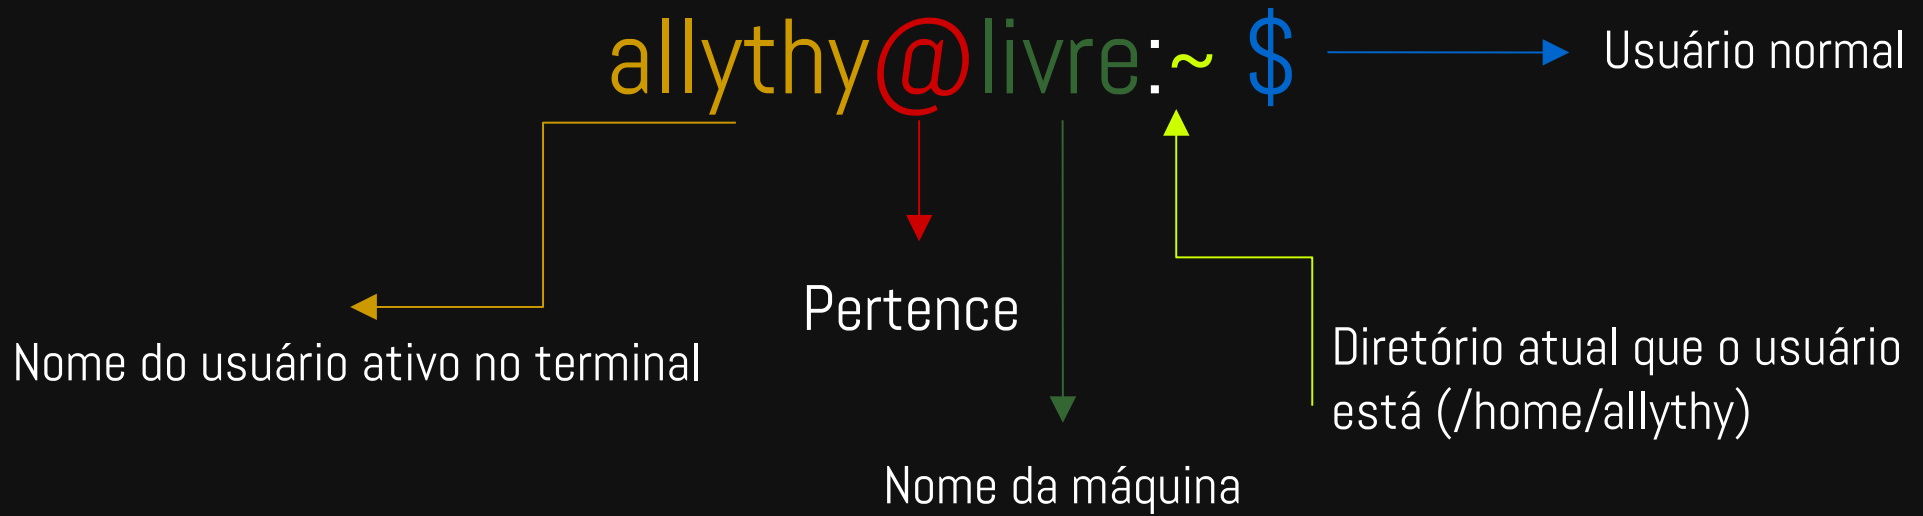 allythy@livre:~ $
Usuário normal
Pertence
Nome do usuário ativo no terminal
Diretório atual que o usuário
está (/home/allythy)
Nome da máquina